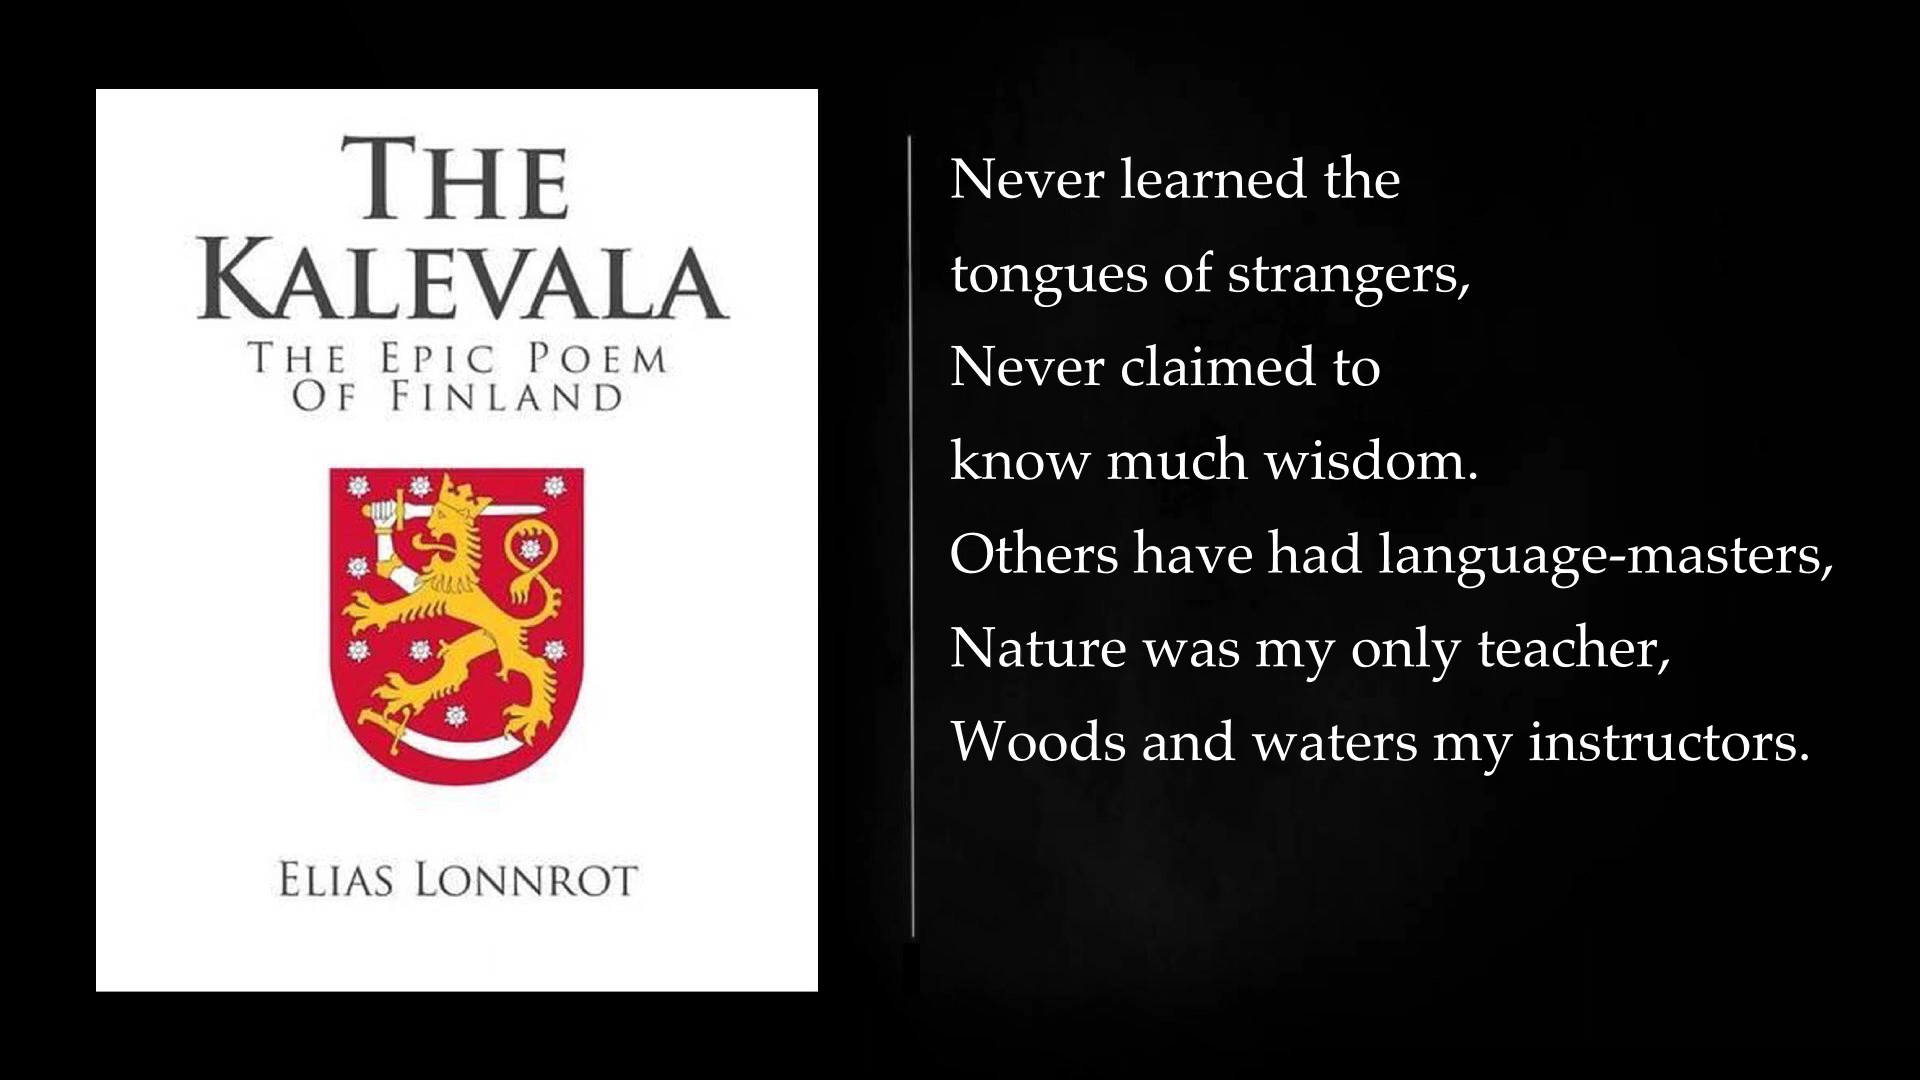 THE
KALEVALA
THE EPIC POEM
OF FINLAND
ELIAS LONNROT
Never learned the
tongues of strangers,
Never claimed to
know much wisdom.
Others have had language-masters,
Nature was my only teacher,
Woods and waters my instructors.